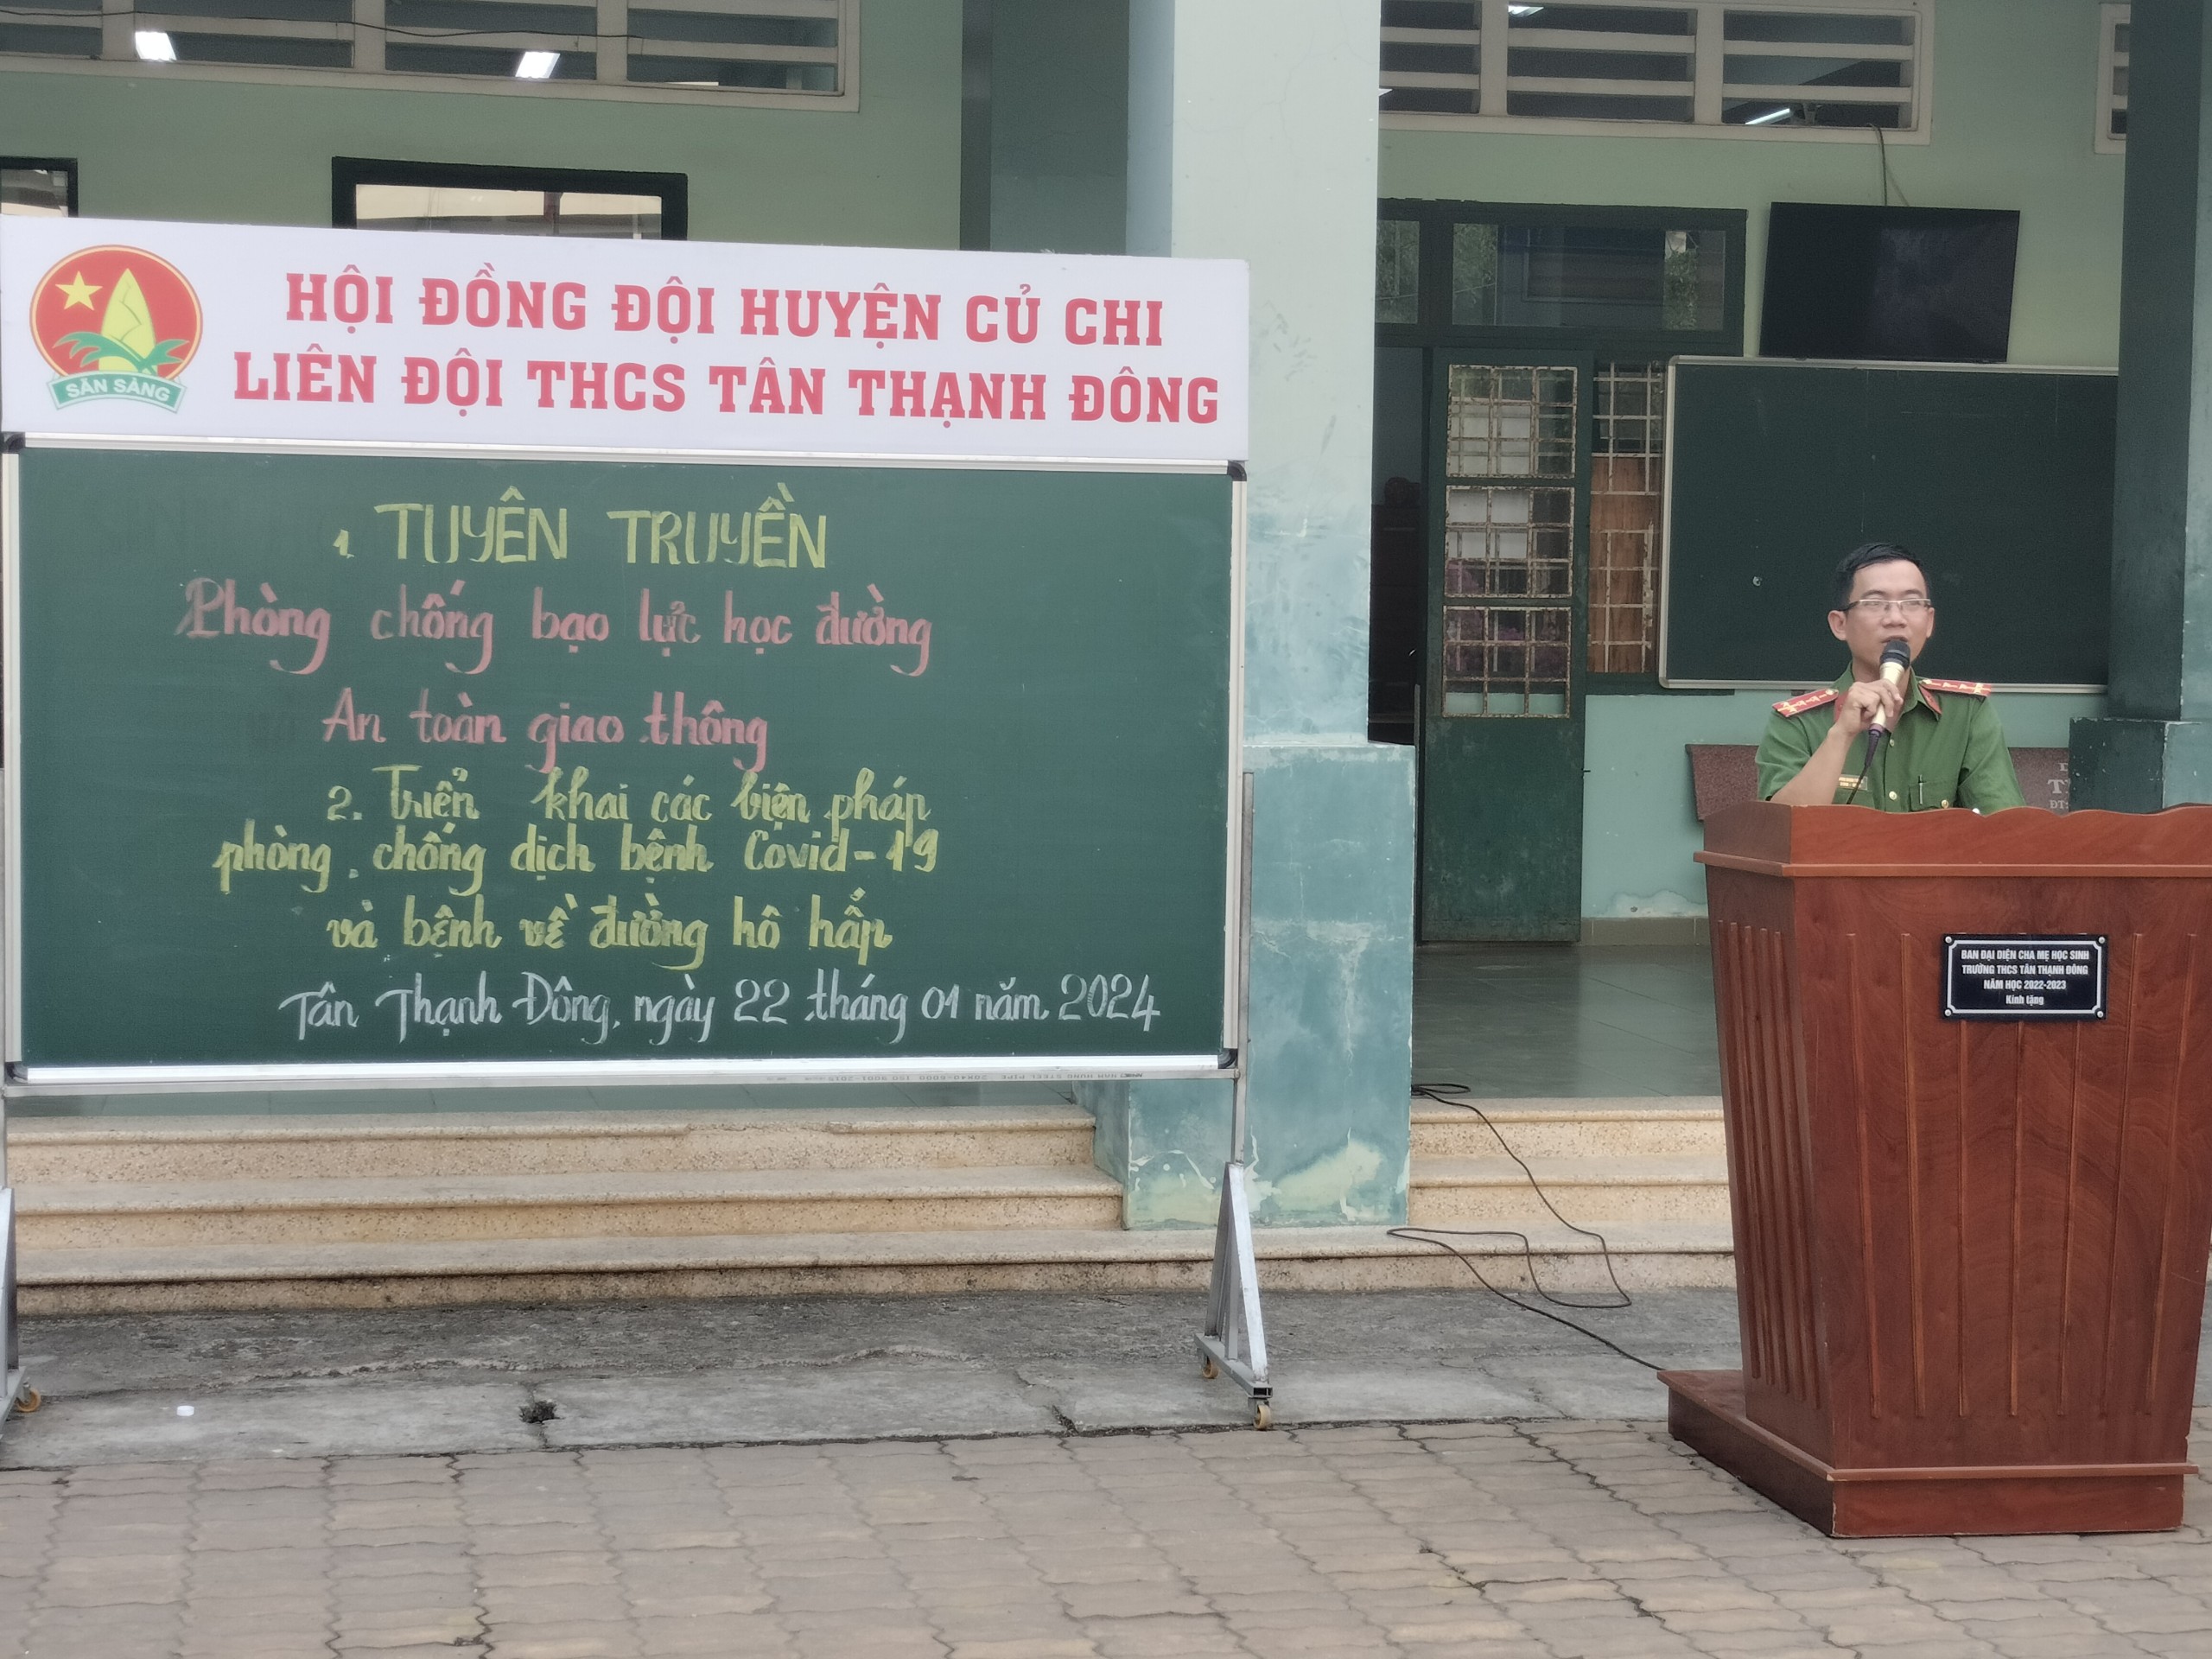 HỘI ĐỒNG ĐỘI HUYỆN CỦ CHI
LIÊN ĐỘI THCS TÂN THẠNH ĐÔNG
SẴN SÀNG
1. TUYÊN TRUYỀN
Phòng chống bạo lực học đường
An toàn giao thông
2. Triển khai các biện pháp
phòng, chống dịch bệnh Covid-19
và bệnh về đường hô hấp
Tân Thạnh Đông, ngày 22 tháng 01 năm 2024
BAN ĐẠI DIỆN CHA MẸ HỌC SINH
TRƯỜNG THCS TÂN THẠNH ĐÔNG
NĂM HỌC 2022-2023
Kính tặng